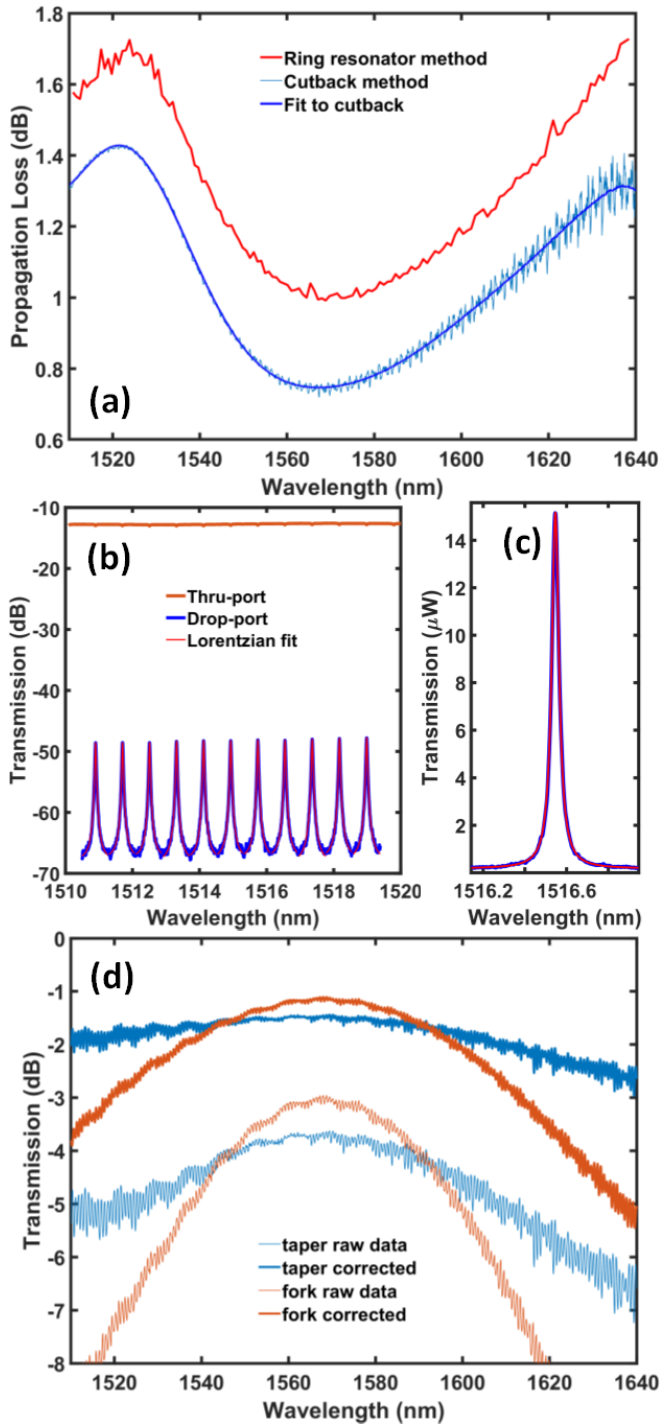 1.8
1.6
1.4
1.2
1
0.8
0.6
Propagation Loss (dB)
Ring resonator method
Cutback method
Fit to cutback
(a)
1520 1540 1560 1580 1600 1620 1640
Wavelength (nm)
-10
-20
-30
-40
-50
-60
-70
Transmission (dB)
(b)
Thru-port
Drop-port
Lorentzian fit
1510 1512 1514 1516 1518 1520
Wavelength (nm)
14
12
10
8
6
4
2
Transmission (μW)
(c)
1516.2 1516.6
Wavelength (nm)
0
-1
-2
-3
-4
-5
-6
-7
-8
Transmission (dB)
(d)
taper raw data
taper corrected
fork raw data
fork corrected
1520 1540 1560 1580 1600 1620 1640
Wavelength (nm)